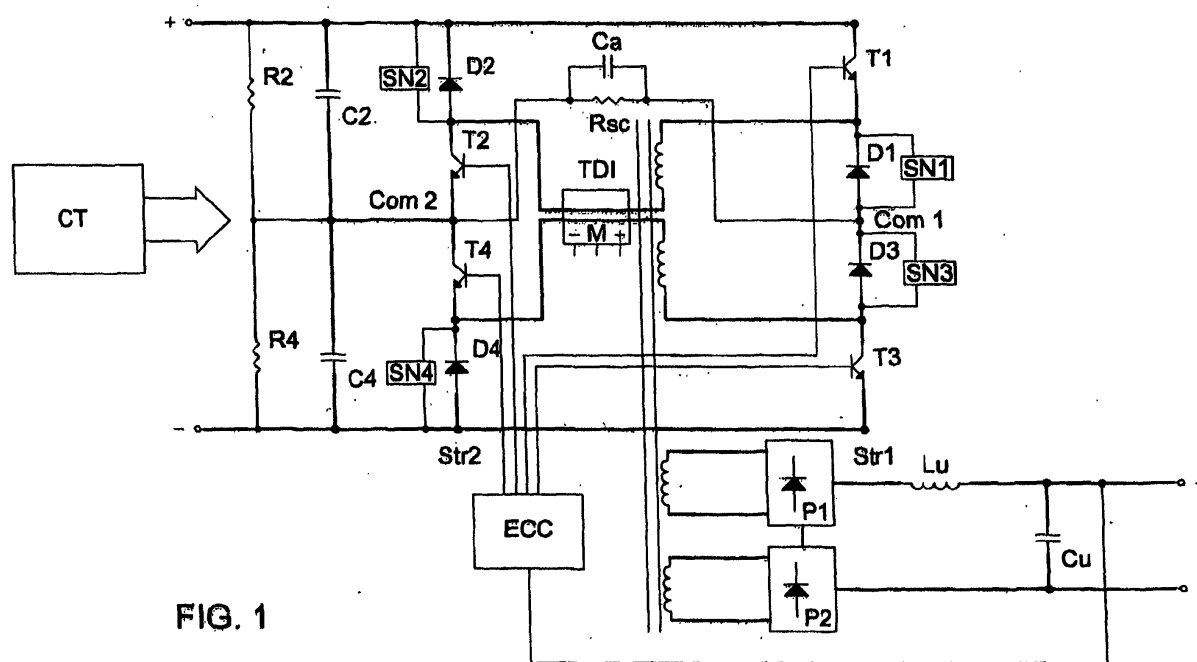 +
Ca
T1
D2
SN2
R2
C2
Rsc
T2
TDI
D1
SN1
CT
Com 2
Com 1
- M +
T4
D3
SN3
R4
D4
T3
C4
SN4
-
Str2
Str1
Lu
P1
ECC
Cu
P2
FIG. 1